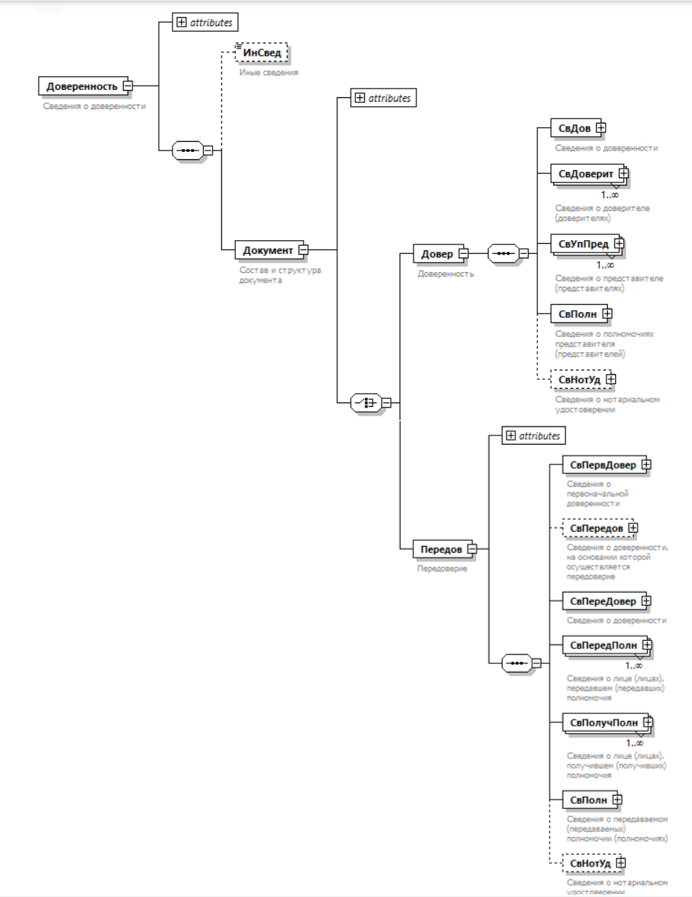 attributes
ИнСвед
Иные сведения
Доверенность
Сведения о доверенности
attributes
СвДов
Сведения о доверенности
СвДоверит
1..∞
Сведения о доверителе
(доверителях)
Документ
Состав и структура
документа
Довер
Доверенность
СвУпПред
1..∞
Сведения о представителе
(представителях)
СвПолн
Сведения о полномочиях
представителя
(представителей)
СвНотУд
Сведения о нотариальном
удостоверении
attributes
СвПервДовер
Сведения о
первоначальной
доверенности
Передов
Передоверие
СвПередов
Сведения о доверенности,
на основании которой
осуществляется
передоверие
СвПереДовер
Сведения о доверенности
СвПередПолн
1..∞
Сведения о лице (лицах),
передавшем (передавших)
полномочия
СвПолучПолн
1..∞
Сведения о лице (лицах),
получившем (получивших)
полномочия
СвПолн
Сведения о передаваемом
(передаваемых)
полномочии (полномочиях)
СвНотУд
Сведения о нотариальном
удостоверении